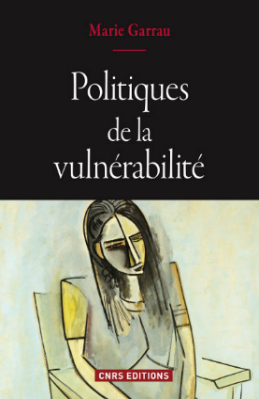 Marie Garrau
Politiques
de la
vulnérabilité
CNRS EDITIONS